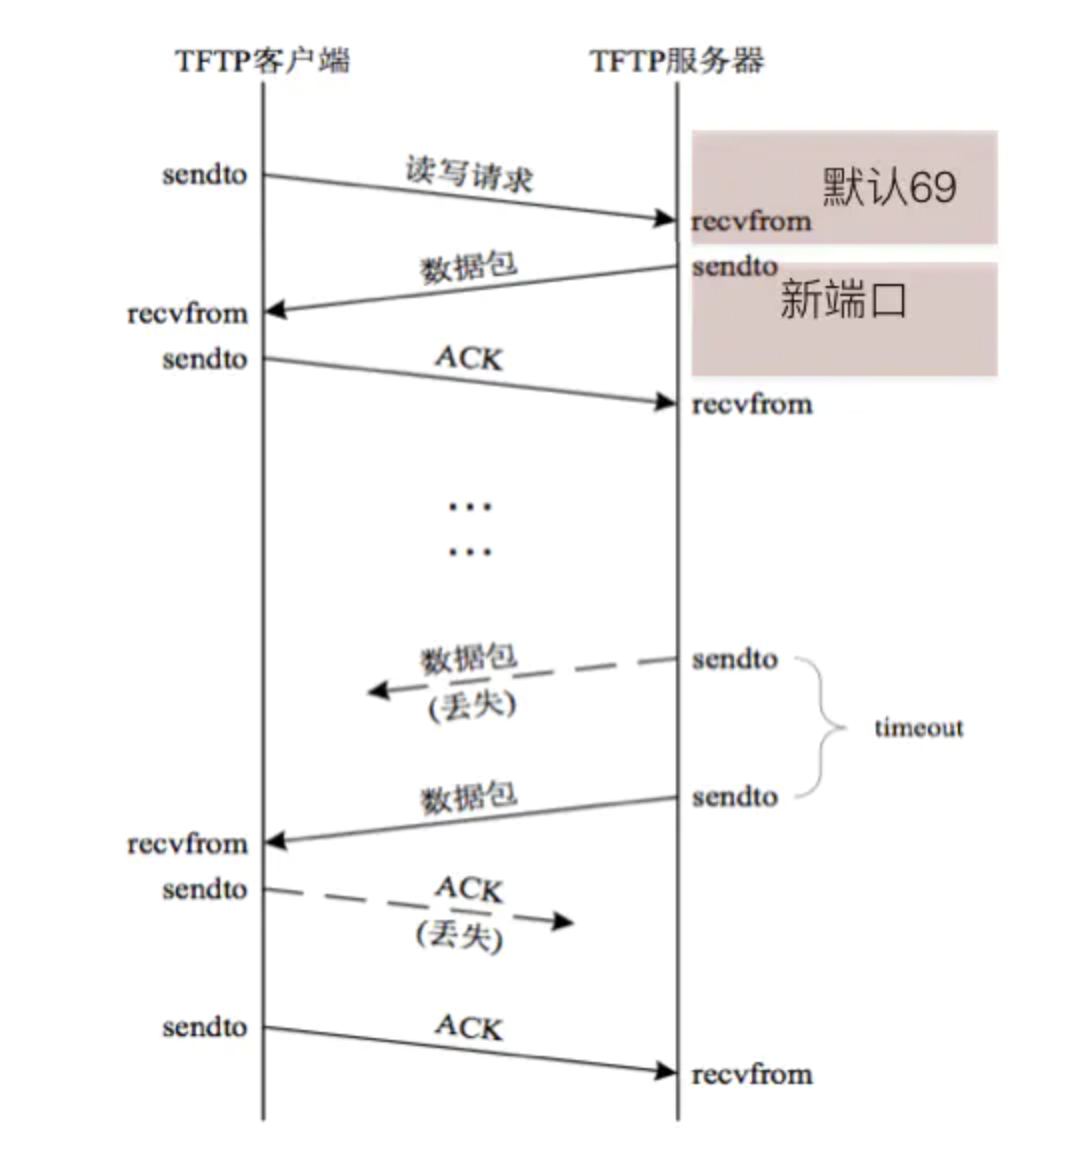 TFTP客户端
TFTP服务器
sendto
读写请求
默认69
recvfrom
数据包
sendto
新端口
recvfrom
sendto
ACK
recvfrom
...
...
数据包
sendto
(丢失)
timeout
数据包
sendto
recvfrom
sendto
ACK
(丢失)
sendto
ACK
recvfrom